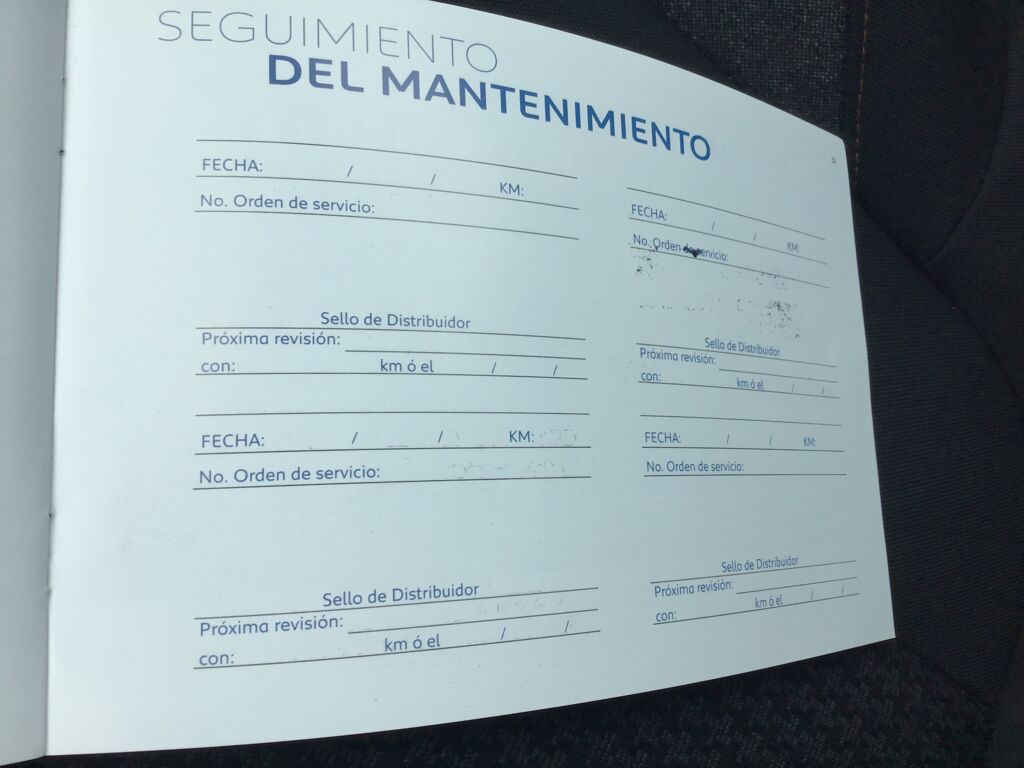 SEGUIMIENTO
DEL MANTENIMIENTO
FECHA: / / KM:
No. Orden de servicio:
Sello de Distribuidor
Próxima revisión:
con: km ó el / /
FECHA: / / KM:
No. Orden de servicio:
Sello de Distribuidor
Próxima revisión:
con: km ó el / /
FECHA: / / KM:
No. Orden de servicio:
Sello de Distribuidor
Próxima revisión:
con: km ó el / /
FECHA: / / KM:
No. Orden de servicio:
Sello de Distribuidor
Próxima revisión:
con: km ó el / /